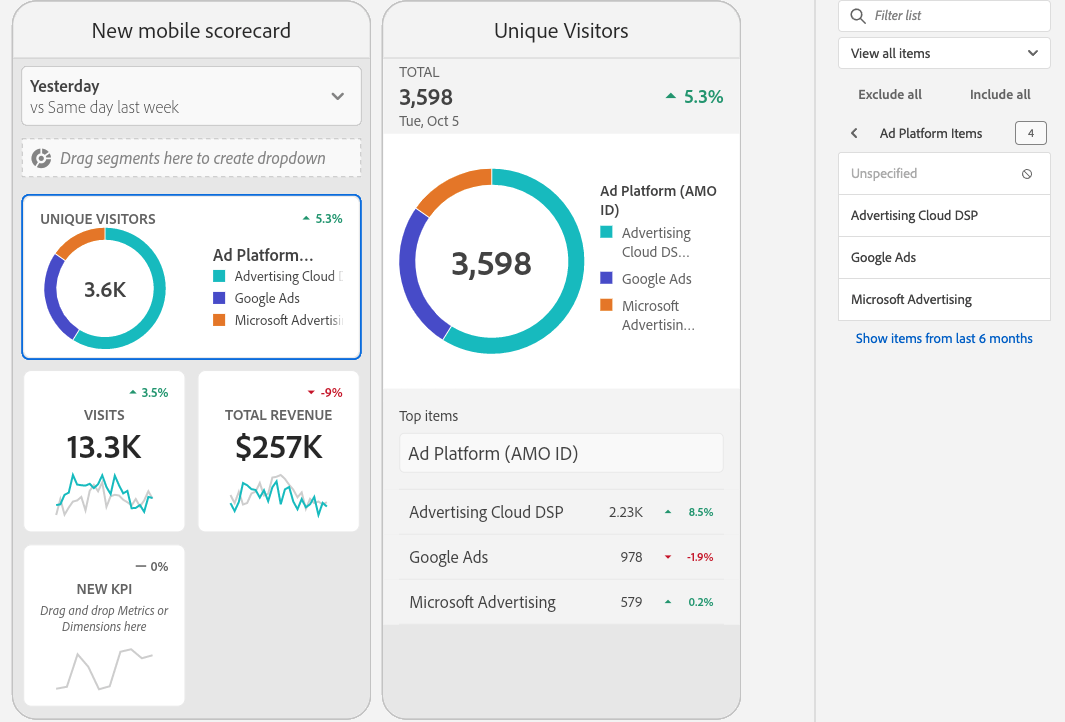 New mobile scorecard
Yesterday
vs Same day last week
Drag segments here to create dropdown
UNIQUE VISITORS
5.3%
3.6K
Ad Platform...
Advertising Cloud
Google Ads
Microsoft
3.5%
VISITS
13.3K
-9%
TOTAL REVENUE
$257K
0%
NEW KPI
Drag and drop Metrics or
Dimensions here
Unique Visitors
TOTAL
3,598
5.3%
Tue, Oct 5
3,598
Ad Platform (AMO
ID)
Advertising
Cloud DS...
Google Ads
Microsoft
Advertisin...
Top items
Ad Platform (AMO ID)
Advertising Cloud DSP 2.23K 8.5%
Google Ads 978 -1.9%
Microsoft Advertising 579 0.2%
Filter list
View all items
Exclude all Include all
Ad Platform Items 4
Unspecified
Advertising Cloud DSP
Google Ads
Microsoft Advertising
Show items from last 6 months